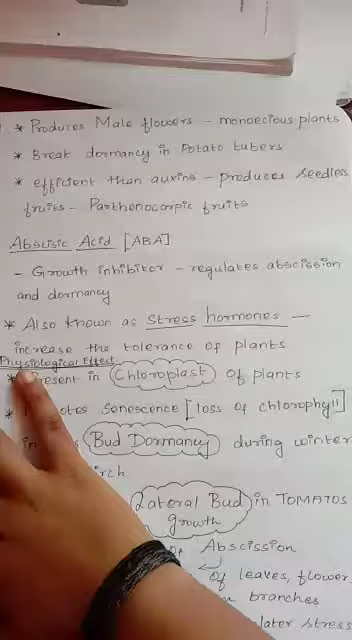 * Produces Male flowers - monoecious plants
* Break dormancy in Potato tubers
* efficient than auxins - produces seedless
fruits - Parthenocarpic fruits
Abscisic Acid [ABA]
- Growth inhibitor - regulates abscission
and dormancy
* Also known as Stress hormones -
increase the tolerance of plants
Physiological Effect
* Present in Chloroplast of plants
* senescence [loss of chlorophyll]
Bud Dormancy during winter
Lateral Bud in TOMATOS
growth
Abscission
of leaves, flower
branches
stress